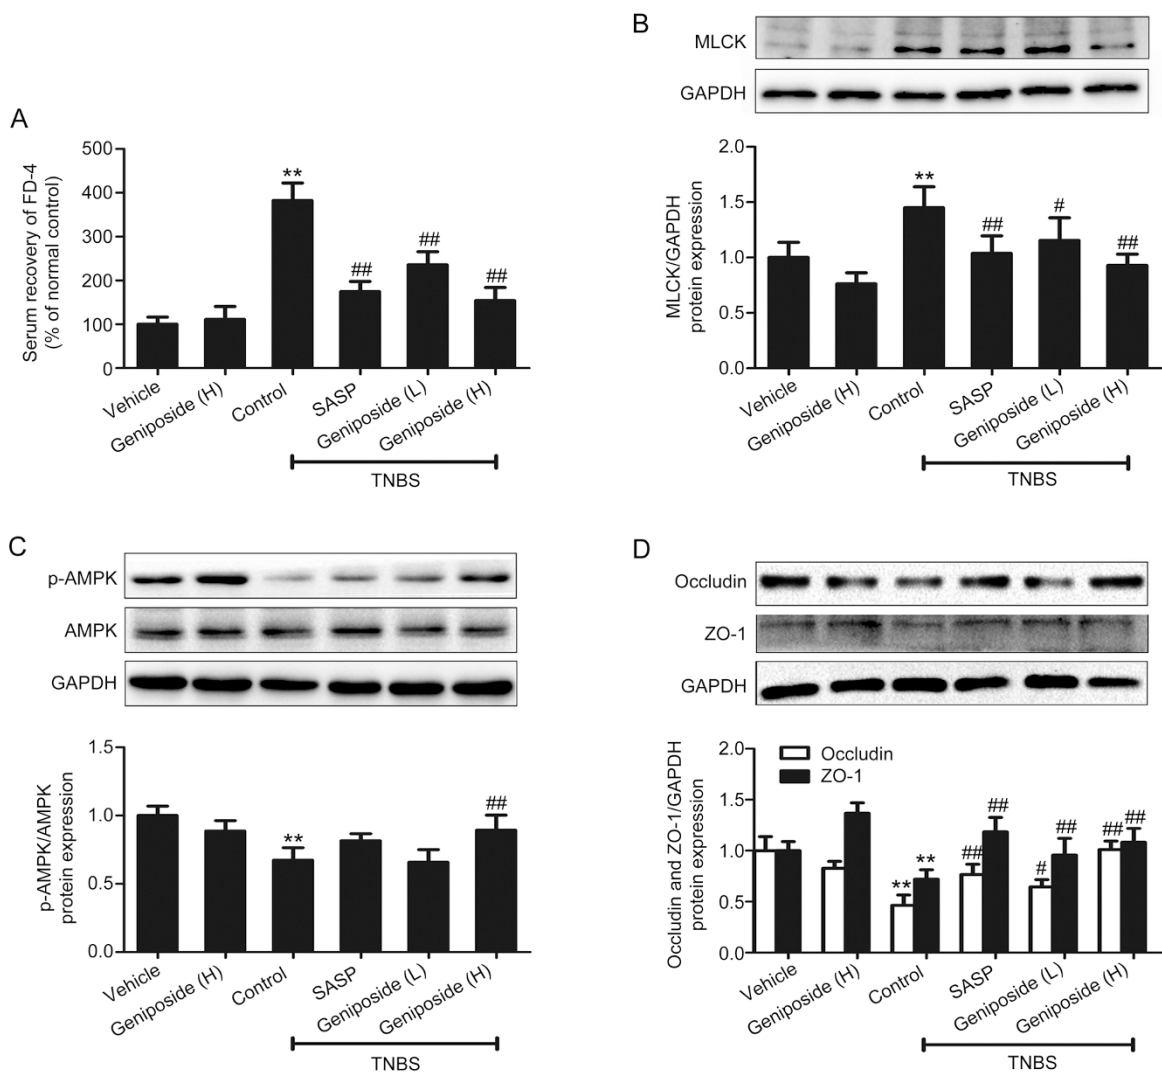 A
Serum recovery of FD-4
(% of normal control)
500
400
300
200
100
0
**
##
##
##
Vehicle
Geniposide (H)
Control
SASP
Geniposide (L)
Geniposide (H)
TNBS
B
MLCK
GAPDH
MLCK/GAPDH
protein expression
2.0
1.5
1.0
0.5
0.0
**
##
#
##
Vehicle
Geniposide (H)
Control
SASP
Geniposide (L)
Geniposide (H)
TNBS
C
p-AMPK
AMPK
GAPDH
p-AMPK/AMPK
protein expression
1.5
1.0
0.5
0.0
**
##
Vehicle
Geniposide (H)
Control
SASP
Geniposide (L)
Geniposide (H)
TNBS
D
Occludin
ZO-1
GAPDH
Occludin and ZO-1/GAPDH
protein expression
2.0
1.5
1.0
0.5
0.0
Occludin
ZO-1
**
**
##
##
#
##
##
##
Vehicle
Geniposide (H)
Control
SASP
Geniposide (L)
Geniposide (H)
TNBS